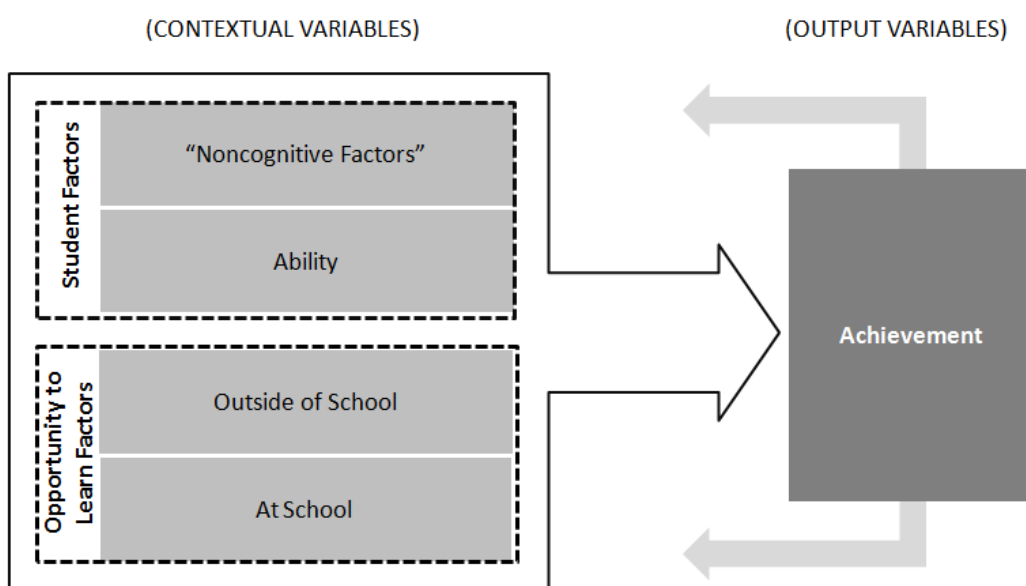 (CONTEXTUAL VARIABLES)
(OUTPUT VARIABLES)
Student Factors
“Noncognitive Factors”
Ability
Achievement
Opportunity to
Learn Factors
Outside of School
At School